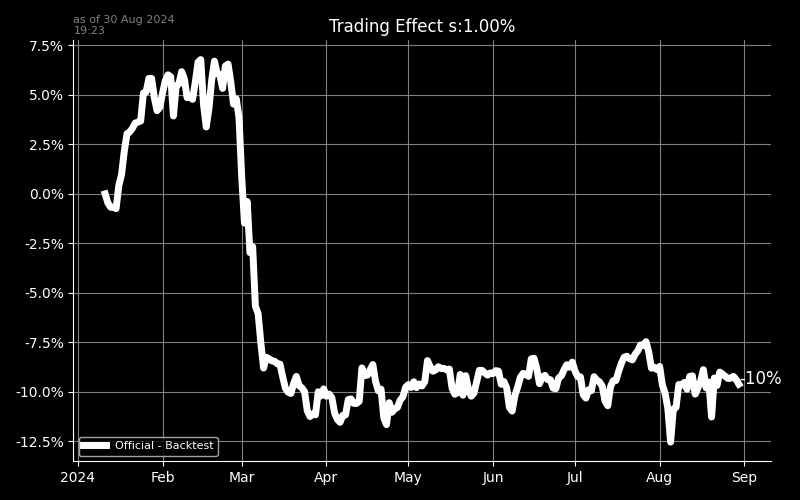 as of 30 Aug 2024
19:23
Trading Effect s:1.00%
7.5%
5.0%
2.5%
0.0%
-2.5%
-5.0%
-7.5%
-10.0%
-12.5%
-10%
Official - Backtest
2024 Feb Mar Apr May Jun Jul Aug Sep